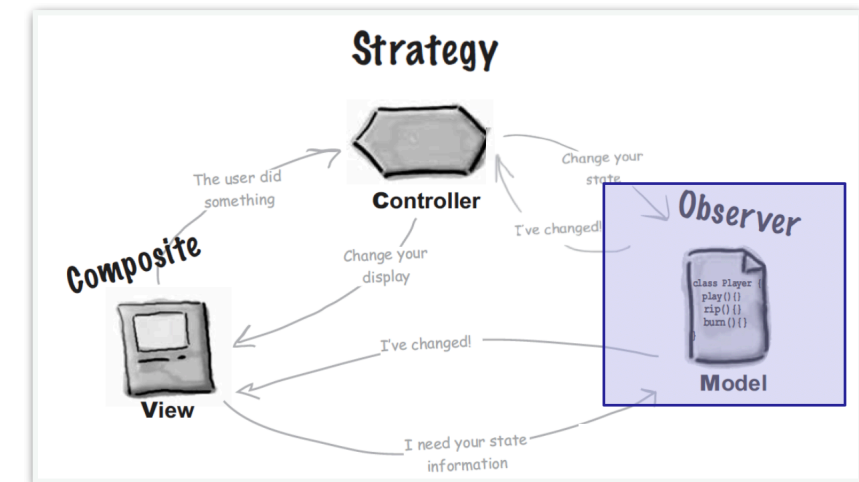 Strategy
The user did
something
Controller
Change your
state
Observer
I've changed!
Composite
Change your
display
class Player {
play(){}
rip(){}
burn(){}
}
I've changed!
View
Model
I need your state
information